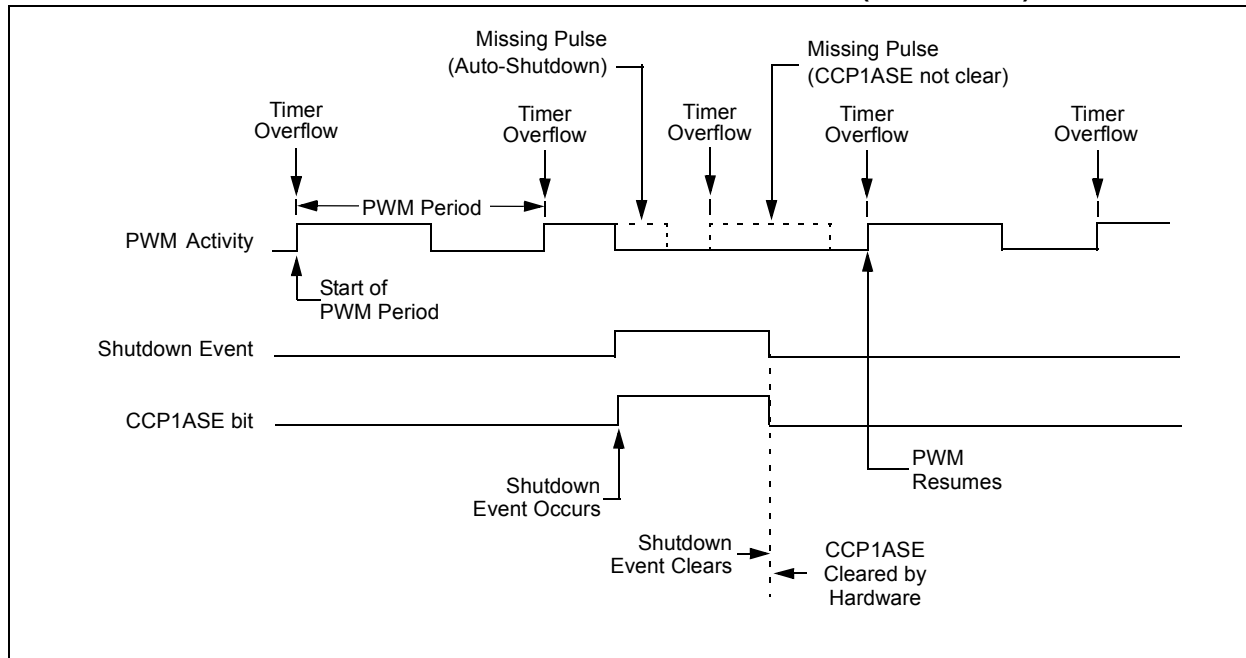 Missing Pulse
(Auto-Shutdown)
Missing Pulse
(CCP1ASE not clear)
Timer
Overflow
Timer
Overflow
Timer
Overflow
Timer
Overflow
Timer
Overflow
PWM Period
PWM Activity
Start of
PWM Period
Shutdown Event
CCP1ASE bit
Shutdown
Event Occurs
PWM
Resumes
Shutdown
Event Clears
CCP1ASE
Cleared by
Hardware